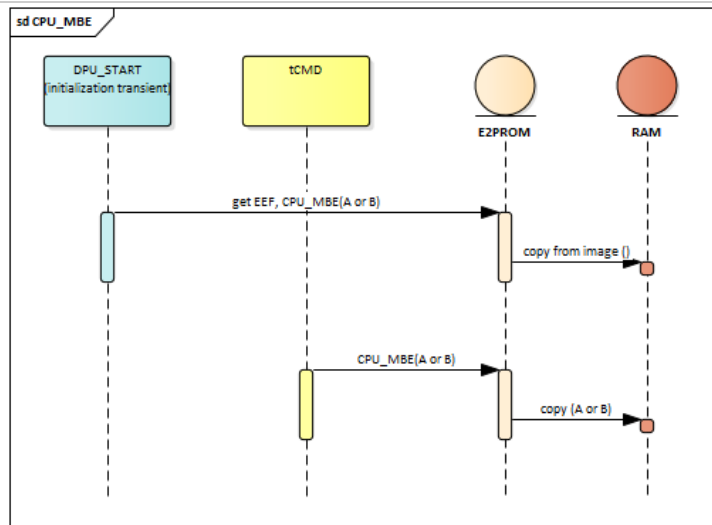 sd CPU_MBE
DPU_START
(initialization transient)
tCMD
E2PROM
RAM
get EEF, CPU_MBE(A or B)
copy from image ()
CPU_MBE(A or B)
copy (A or B)